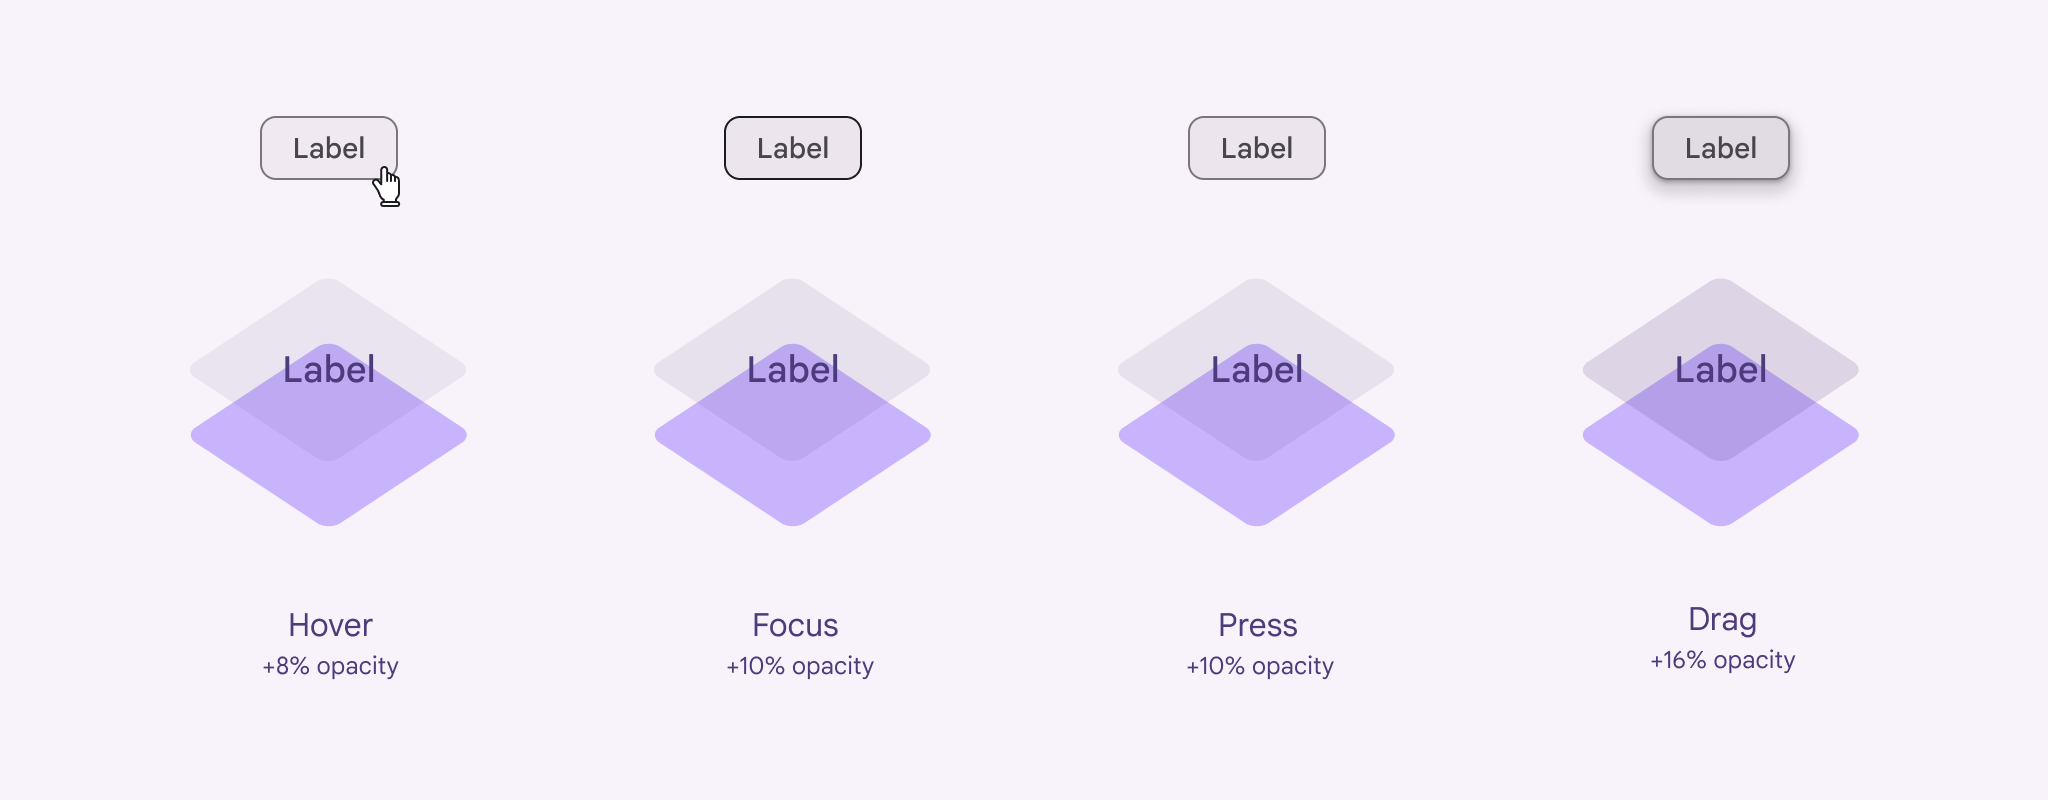 Label
Label
Label
Label
Label
Label
Label
Label
Hover
+8% opacity
Focus
+10% opacity
Press
+10% opacity
Drag
+16% opacity